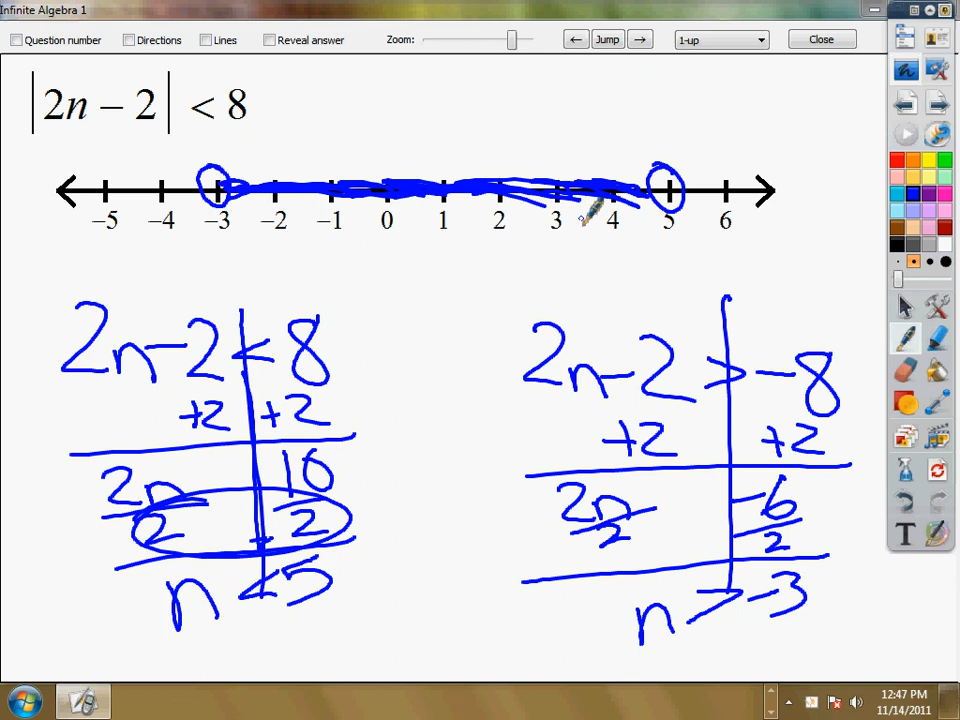 Infinite Algebra 1
Question number Directions Lines Reveal answer Zoom: ← Jump → 1-up Close
|2n − 2| < 8
−5 −4 −3 −2 −1 0 1 2 3 4 5 6
2n-2 < 8
+2 +2
2n 10
2 2
n < 5
2n-2 > -8
+2 +2
2n -6
2 2
n > -3
T
12:47 PM
11/14/2011